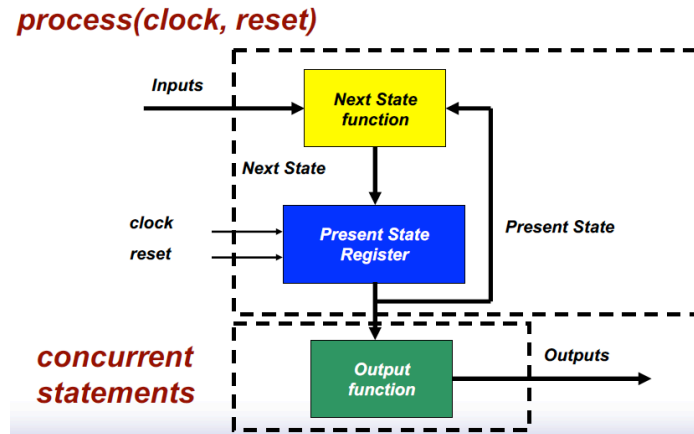 process(clock, reset)
Inputs
Next State
function
Next State
clock
reset
Present State
Register
Present State
concurrent
statements
Output
function
Outputs